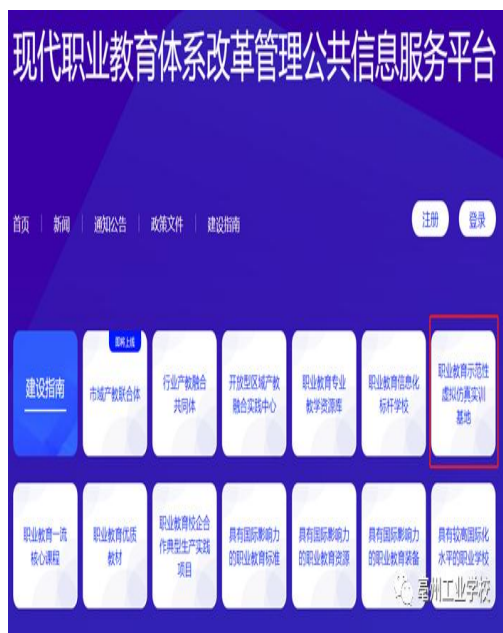 现代职业教育体系改革管理公共信息服务平台
首页 新闻 通知公告 政策文件 建设指南 注册 登录
即将上线
建设指南
市域产教联合体
行业产教融合
共同体
开放型区域产教
融合实践中心
职业教育专业
教学资源库
职业教育信息化
标杆学校
职业教育示范性
虚拟仿真实训
基地
职业教育一流
核心课程
职业教育优质
教材
职业教育校企合
作典型生产实践
项目
具有国际影响力
的职业教育标准
具有国际影响力
的职业教育资源
具有国际影响力
的职业教育装备
具有较高国际化
水平的职业学校
亳州工业学校